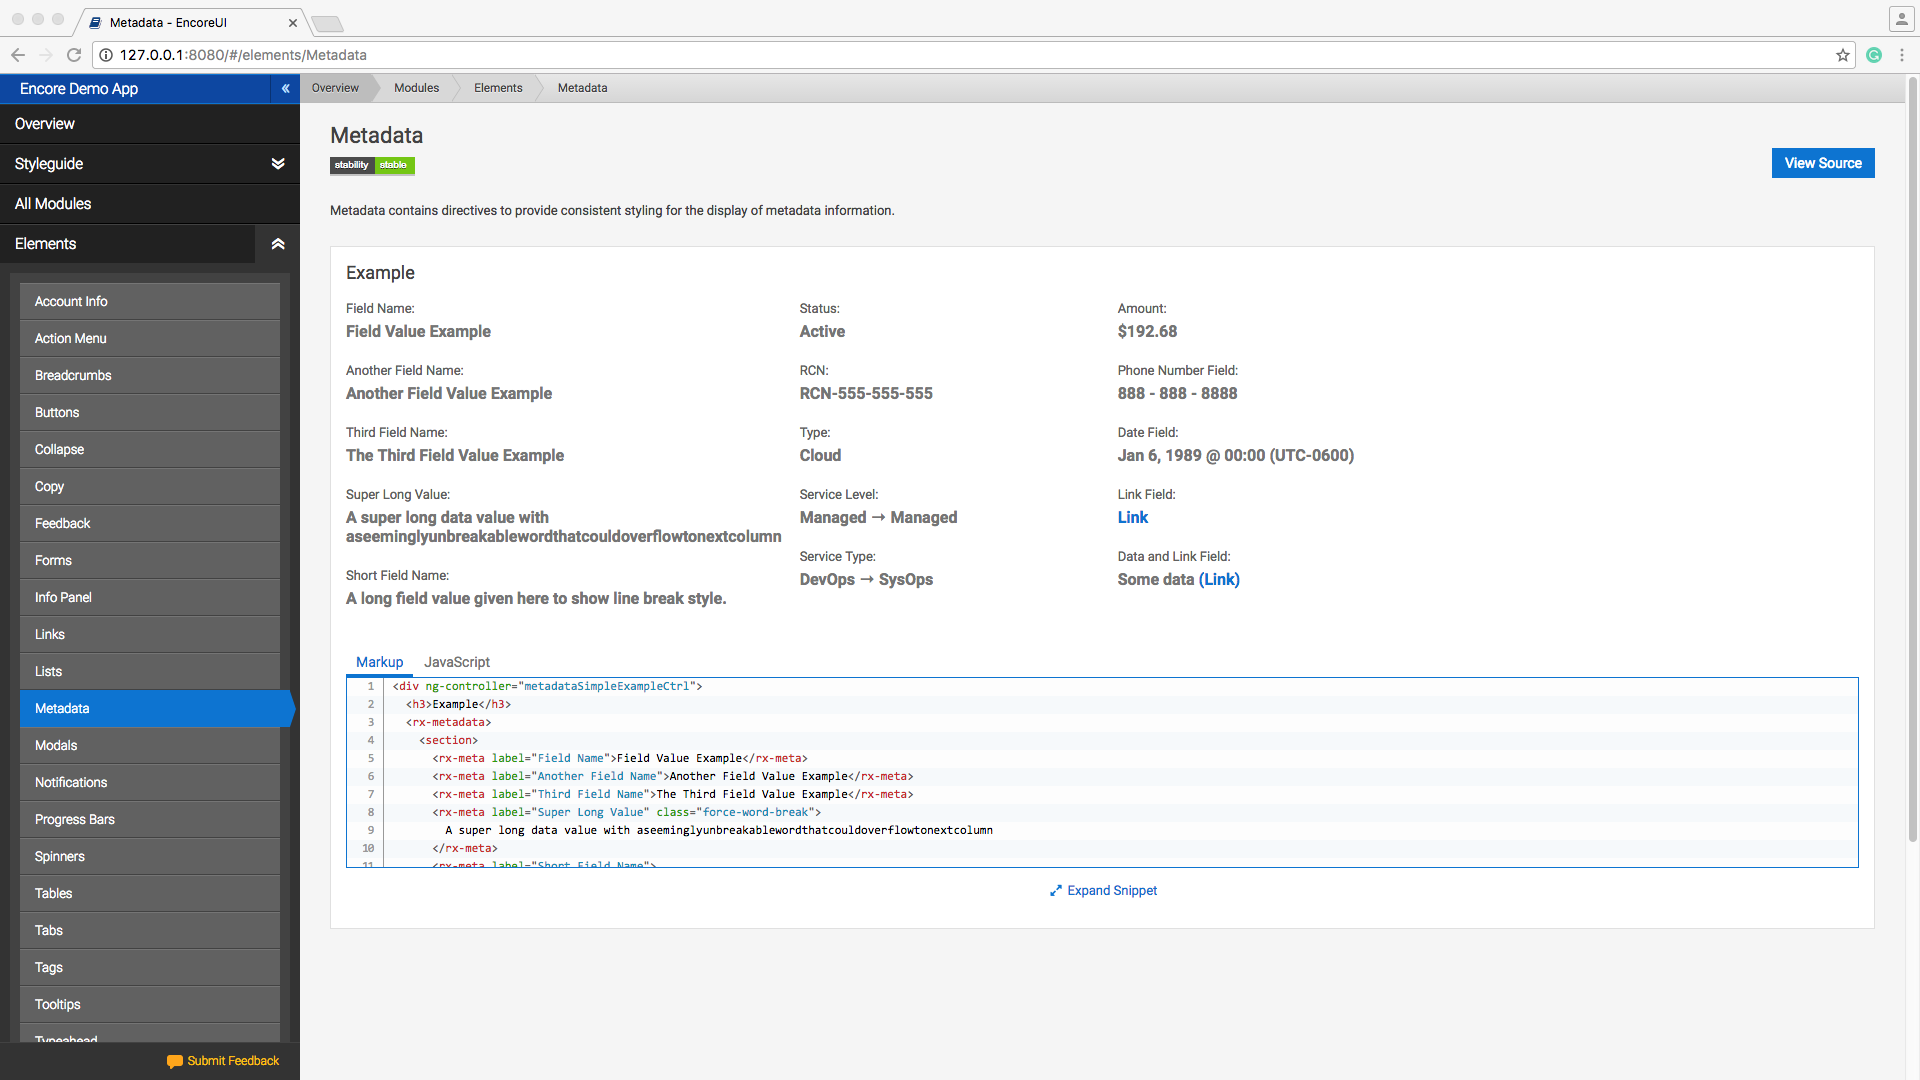 Metadata - EncoreUI
127.0.0.1:8080/#/elements/Metadata
Encore Demo App
«
Overview
Modules
Elements
Metadata
Overview
Styleguide
All Modules
Elements
Account Info
Action Menu
Breadcrumbs
Buttons
Collapse
Copy
Feedback
Forms
Info Panel
Links
Lists
Metadata
Modals
Notifications
Progress Bars
Spinners
Tables
Tabs
Tags
Tooltips
Typeahead
Submit Feedback
Metadata
stability stable
View Source
Metadata contains directives to provide consistent styling for the display of metadata information.
Example
Field Name:
Field Value Example
Another Field Name:
Another Field Value Example
Third Field Name:
The Third Field Value Example
Super Long Value:
A super long data value with
aseeminglyunbreakablewordthatcouldoverflowtonextcolumn
Short Field Name:
A long field value given here to show line break style.
Status:
Active
RCN:
RCN-555-555-555
Type:
Cloud
Service Level:
Managed → Managed
Service Type:
DevOps → SysOps
Amount:
$192.68
Phone Number Field:
888 - 888 - 8888
Date Field:
Jan 6, 1989 @ 00:00 (UTC-0600)
Link Field:
Link
Data and Link Field:
Some data (Link)
Markup
JavaScript
1 <div ng-controller="metadataSimpleExampleCtrl">
2 <h3>Example</h3>
3 <rx-metadata>
4 <section>
5 <rx-meta label="Field Name">Field Value Example</rx-meta>
6 <rx-meta label="Another Field Name">Another Field Value Example</rx-meta>
7 <rx-meta label="Third Field Name">The Third Field Value Example</rx-meta>
8 <rx-meta label="Super Long Value" class="force-word-break">
9 A super long data value with aseeminglyunbreakablewordthatcouldoverflowtonextcolumn
10 </rx-meta>
11 <rx-meta label="Short Field Name">
Expand Snippet